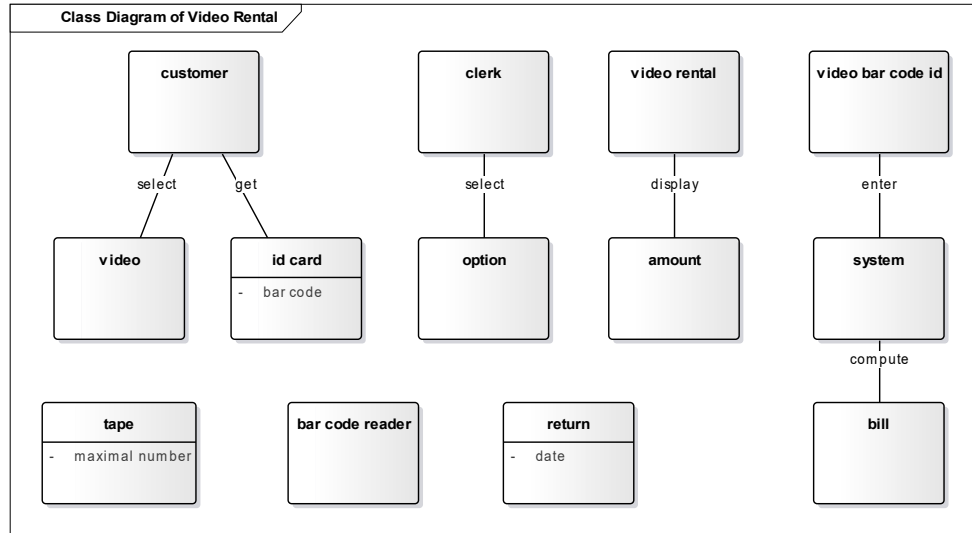 Class Diagram of Video Rental
customer
clerk
video rental
video bar code id
select
get
select
display
enter
video
id card
- bar code
option
amount
system
compute
tape
- maximal number
bar code reader
return
- date
bill